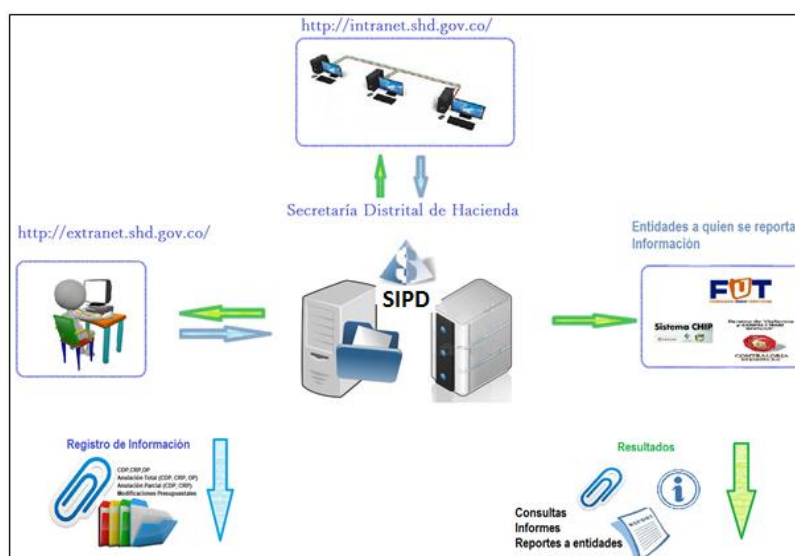 http://intranet.shd.gov.co/
Secretaría Distrital de Hacienda
http://extranet.shd.gov.co/
Entidades a quien se reporta
Información
SIPD
FUT
Sistema CHIP
CONTRALORÍA
Registro de Información
CDP,CRP,OP
Anulación Total (CDP, CRP, OP)
Anulación Parcial (CDP, CRP)
Modificaciones Presupuestales
Resultados
Consultas
Informes
Reportes a entidades